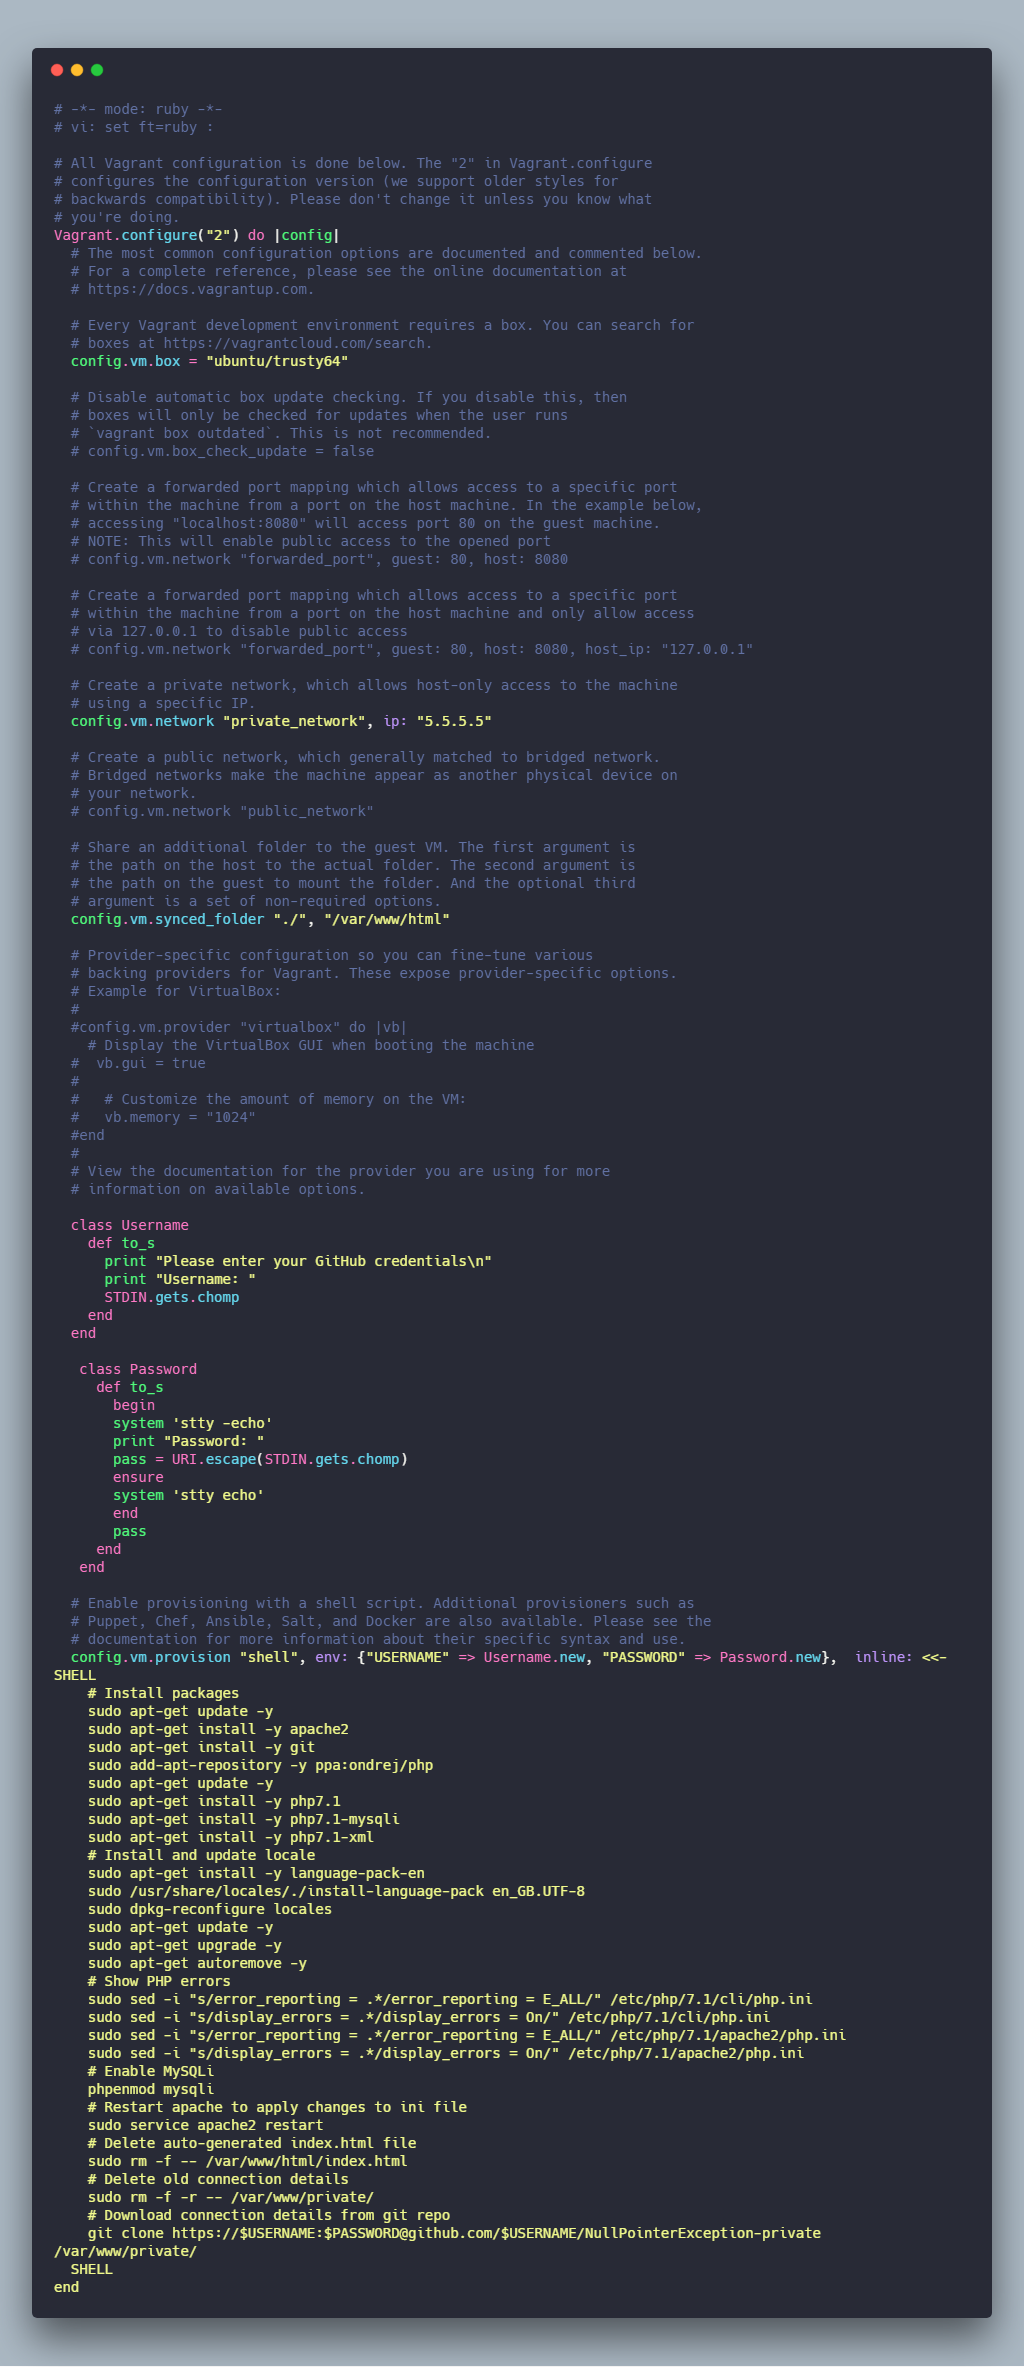 # -*- mode: ruby -*-
# vi: set ft=ruby :

# All Vagrant configuration is done below. The "2" in Vagrant.configure
# configures the configuration version (we support older styles for
# backwards compatibility). Please don't change it unless you know what
# you're doing.
Vagrant.configure("2") do |config|
  # The most common configuration options are documented and commented below.
  # For a complete reference, please see the online documentation at
  # https://docs.vagrantup.com.

  # Every Vagrant development environment requires a box. You can search for
  # boxes at https://vagrantcloud.com/search.
  config.vm.box = "ubuntu/trusty64"

  # Disable automatic box update checking. If you disable this, then
  # boxes will only be checked for updates when the user runs
  # `vagrant box outdated`. This is not recommended.
  # config.vm.box_check_update = false

  # Create a forwarded port mapping which allows access to a specific port
  # within the machine from a port on the host machine. In the example below,
  # accessing "localhost:8080" will access port 80 on the guest machine.
  # NOTE: This will enable public access to the opened port
  # config.vm.network "forwarded_port", guest: 80, host: 8080

  # Create a forwarded port mapping which allows access to a specific port
  # within the machine from a port on the host machine and only allow access
  # via 127.0.0.1 to disable public access
  # config.vm.network "forwarded_port", guest: 80, host: 8080, host_ip: "127.0.0.1"

  # Create a private network, which allows host-only access to the machine
  # using a specific IP.
  config.vm.network "private_network", ip: "5.5.5.5"

  # Create a public network, which generally matched to bridged network.
  # Bridged networks make the machine appear as another physical device on
  # your network.
  # config.vm.network "public_network"

  # Share an additional folder to the guest VM. The first argument is
  # the path on the host to the actual folder. The second argument is
  # the path on the guest to mount the folder. And the optional third
  # argument is a set of non-required options.
  config.vm.synced_folder "./", "/var/www/html"

  # Provider-specific configuration so you can fine-tune various
  # backing providers for Vagrant. These expose provider-specific options.
  # Example for VirtualBox:
  #
  #config.vm.provider "virtualbox" do |vb|
    # Display the VirtualBox GUI when booting the machine
  #  vb.gui = true
  #
  #   # Customize the amount of memory on the VM:
  #   vb.memory = "1024"
  #end
  #
  # View the documentation for the provider you are using for more
  # information on available options.

  class Username
    def to_s
      print "Please enter your GitHub credentials\n"
      print "Username: "
      STDIN.gets.chomp
    end
  end

   class Password
     def to_s
       begin
       system 'stty -echo'
       print "Password: "
       pass = URI.escape(STDIN.gets.chomp)
       ensure
       system 'stty echo'
       end
       pass
     end
   end

  # Enable provisioning with a shell script. Additional provisioners such as
  # Puppet, Chef, Ansible, Salt, and Docker are also available. Please see the
  # documentation for more information about their specific syntax and use.
  config.vm.provision "shell", env: {"USERNAME" => Username.new, "PASSWORD" => Password.new},  inline: <<-
SHELL
    # Install packages
    sudo apt-get update -y
    sudo apt-get install -y apache2
    sudo apt-get install -y git
    sudo add-apt-repository -y ppa:ondrej/php
    sudo apt-get update -y
    sudo apt-get install -y php7.1
    sudo apt-get install -y php7.1-mysqli
    sudo apt-get install -y php7.1-xml
    # Install and update locale
    sudo apt-get install -y language-pack-en
    sudo /usr/share/locales/./install-language-pack en_GB.UTF-8
    sudo dpkg-reconfigure locales
    sudo apt-get update -y
    sudo apt-get upgrade -y
    sudo apt-get autoremove -y
    # Show PHP errors
    sudo sed -i "s/error_reporting = .*/error_reporting = E_ALL/" /etc/php/7.1/cli/php.ini
    sudo sed -i "s/display_errors = .*/display_errors = On/" /etc/php/7.1/cli/php.ini
    sudo sed -i "s/error_reporting = .*/error_reporting = E_ALL/" /etc/php/7.1/apache2/php.ini
    sudo sed -i "s/display_errors = .*/display_errors = On/" /etc/php/7.1/apache2/php.ini
    # Enable MySQLi
    phpenmod mysqli
    # Restart apache to apply changes to ini file
    sudo service apache2 restart
    # Delete auto-generated index.html file
    sudo rm -f -- /var/www/html/index.html
    # Delete old connection details
    sudo rm -f -r -- /var/www/private/
    # Download connection details from git repo
    git clone https://$USERNAME:$PASSWORD@github.com/$USERNAME/NullPointerException-private
/var/www/private/
  SHELL
end